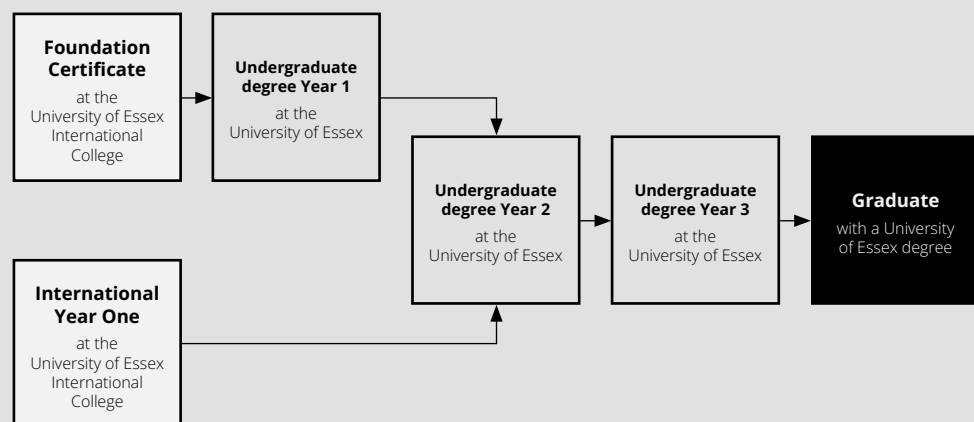 Foundation
Certificate
at the
University of Essex
International
College
Undergraduate
degree Year 1
at the
University of Essex
Undergraduate
degree Year 2
at the
University of Essex
Undergraduate
degree Year 3
at the
University of Essex
Graduate
with a University
of Essex degree
International
Year One
at the
University of Essex
International
College